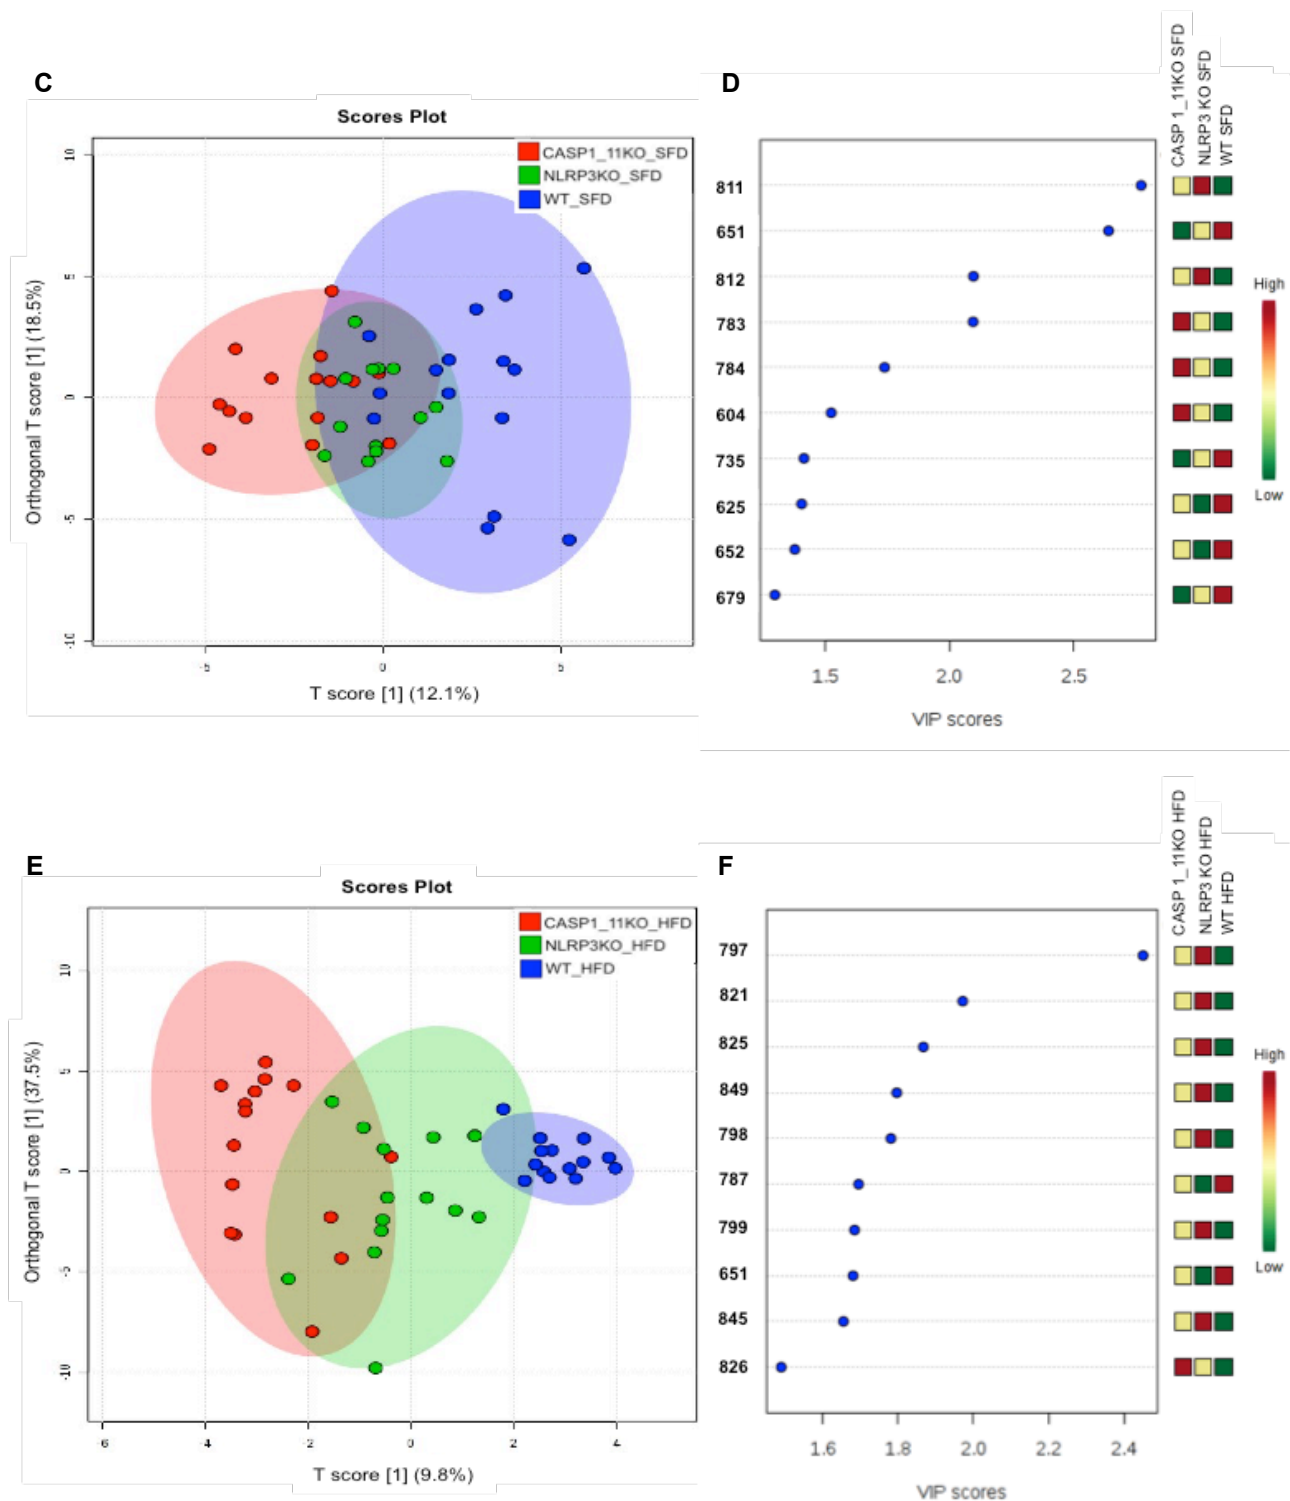 C
Scores Plot
CASP1_11KO_SFD
NLRP3KO_SFD
WT_SFD
Orthogonal T score [1] (18.5%)
10
5
0
-5
-10
-5
0
5
T score [1] (12.1%)
D
CASP 1_11KO SFD
NLRP3 KO SFD
WT SFD
811
651
812
783
784
604
735
625
652
679
High
Low
1.5
2.0
2.5
VIP scores
E
Scores Plot
CASP1_11KO_HFD
NLRP3KO_HFD
WT_HFD
Orthogonal T score [1] (37.5%)
10
5
0
-5
-10
-6
-4
-2
0
2
4
T score [1] (9.8%)
F
CASP 1_11KO HFD
NLRP3 KO HFD
WT HFD
797
821
825
849
798
787
799
651
845
826
High
Low
1.6
1.8
2.0
2.2
2.4
VIP scores